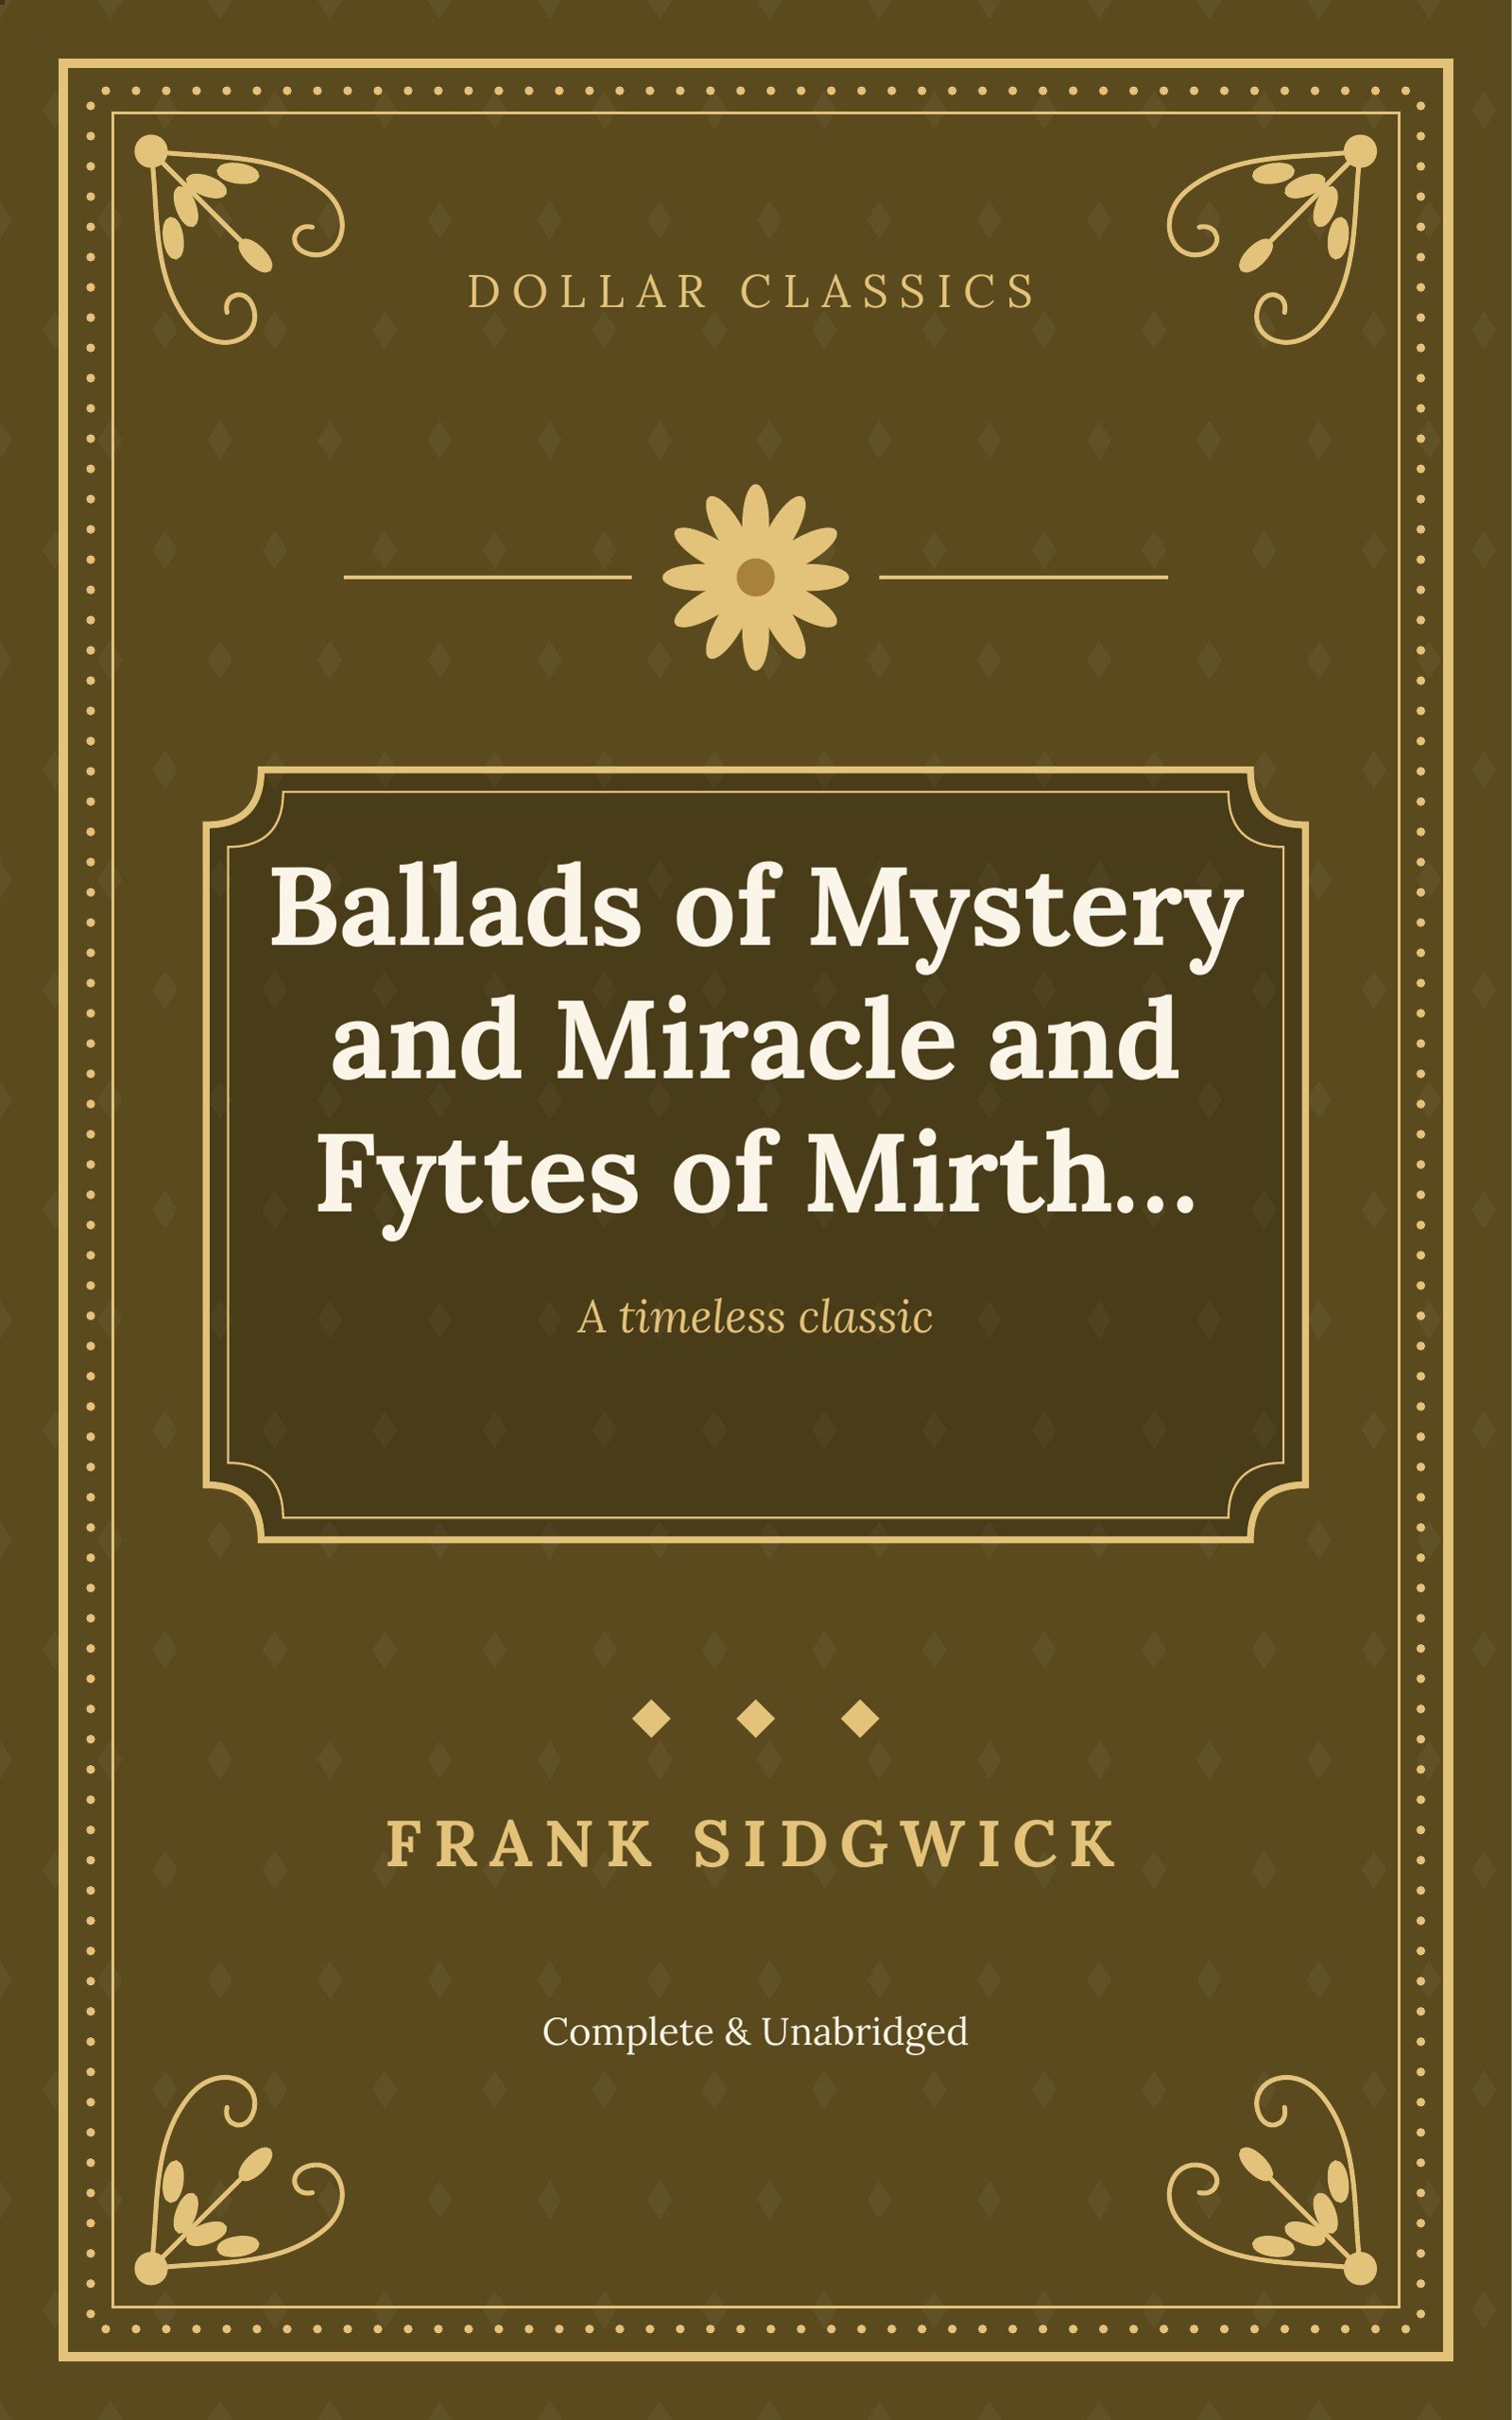 DOLLAR CLASSICS
Ballads of Mystery
and Miracle and
Fyttes of Mirth...
A timeless classic
FRANK SIDGWICK
Complete & Unabridged